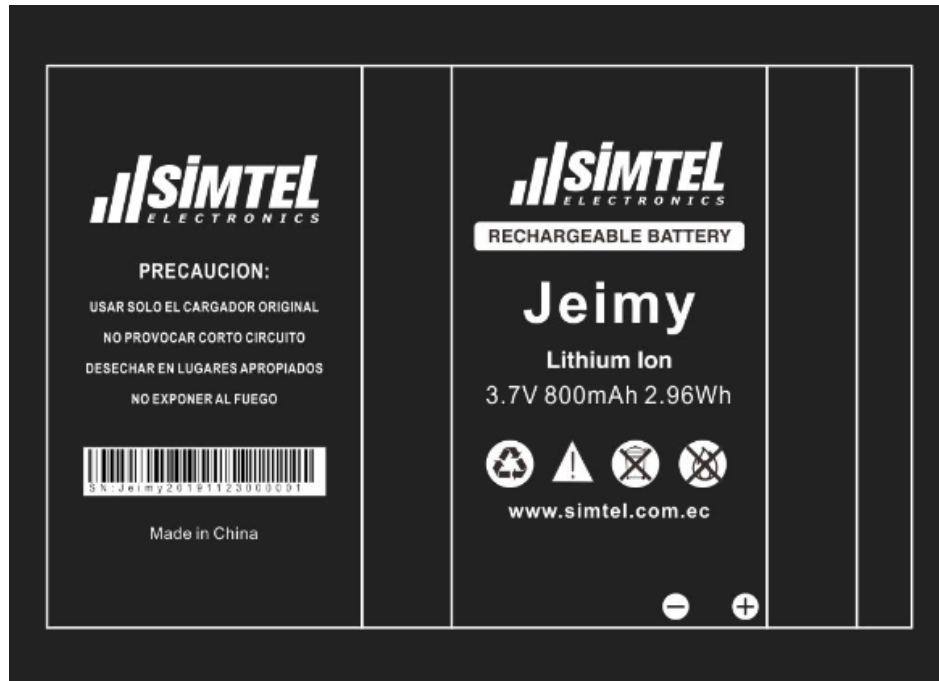 SIMTEL
ELECTRONICS
PRECAUCION:
USAR SOLO EL CARGADOR ORIGINAL
NO PROVOCAR CORTO CIRCUITO
DESECHAR EN LUGARES APROPIADOS
NO EXPONER AL FUEGO
SN:Jeimy20191123000001
Made in China
SIMTEL
ELECTRONICS
RECHARGEABLE BATTERY
Jeimy
Lithium Ion
3.7V 800mAh 2.96Wh
www.simtel.com.ec